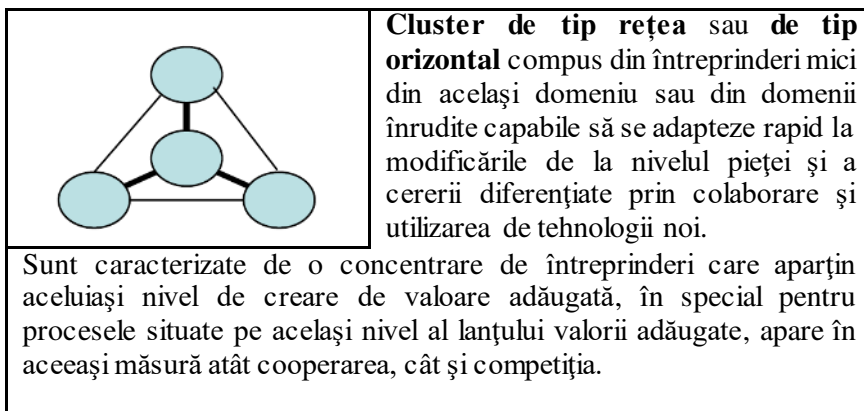 Cluster de tip rețea sau de tip
orizontal compus din întreprinderi mici
din acelaşi domeniu sau din domenii
înrudite capabile să se adapteze rapid la
modificările de la nivelul pieţei şi a
cererii diferenţiate prin colaborare şi
utilizarea de tehnologii noi.
Sunt caracterizate de o concentrare de întreprinderi care aparţin
aceluiaşi nivel de creare de valoare adăugată, în special pentru
procesele situate pe acelaşi nivel al lanţului valorii adăugate, apare în
aceeaşi măsură atât cooperarea, cât şi competiţia.